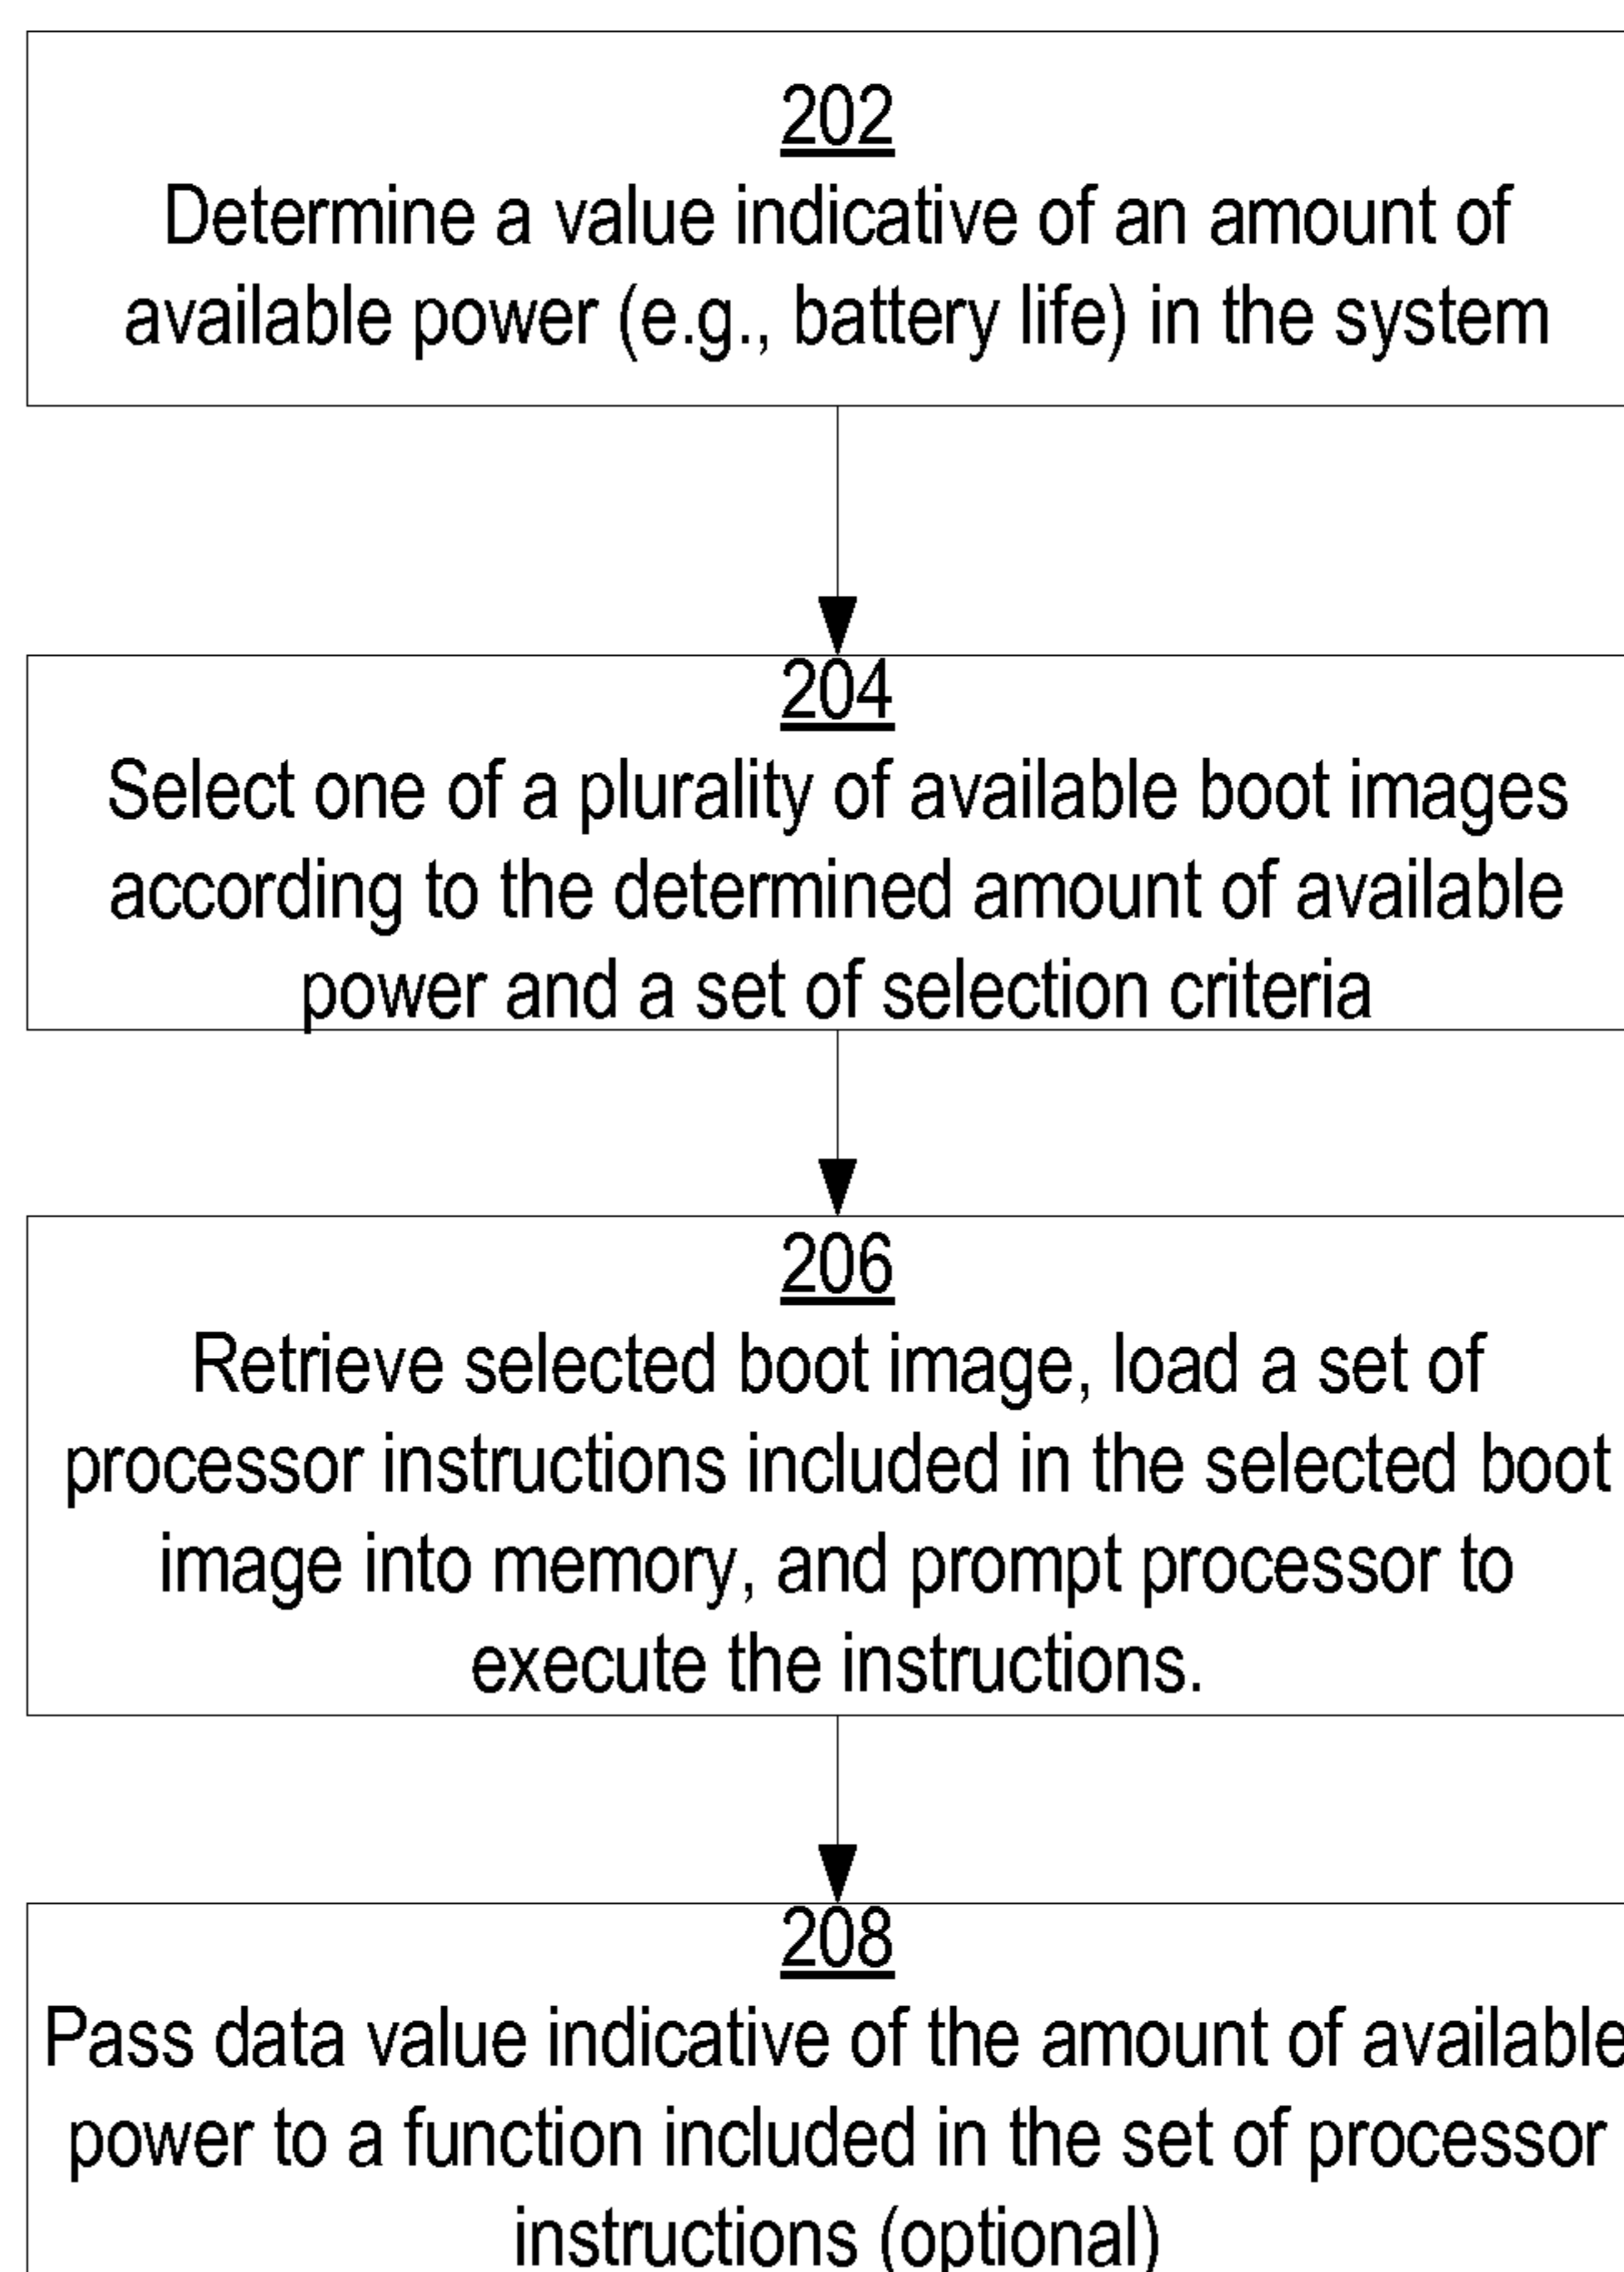 202
Determine a value indicative of an amount of
available power (e.g., battery life) in the system
204
Select one of a plurality of available boot images
according to the determined amount of available
power and a set of selection criteria
206
Retrieve selected boot image, load a set of
processor instructions included in the selected boot
image into memory, and prompt processor to
execute the instructions.
208
Pass data value indicative of the amount of available
power to a function included in the set of processor
instructions (optional)